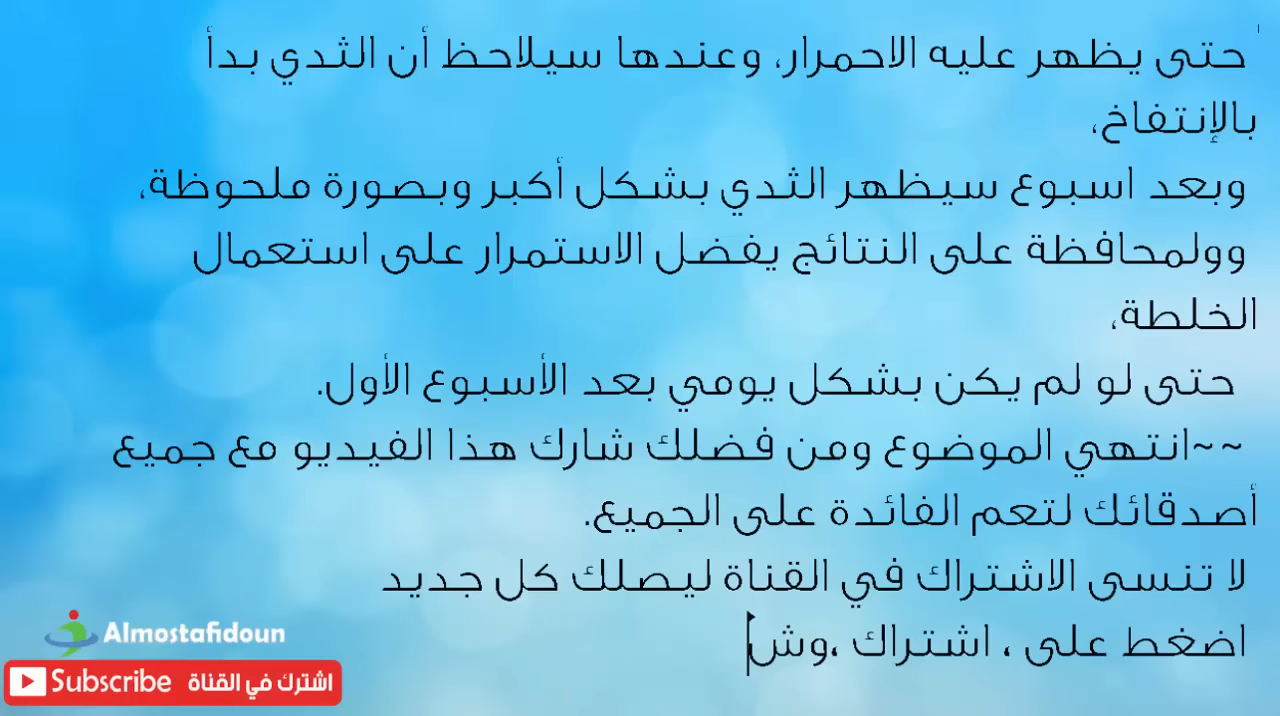 حتى يظهر عليه الاحمرار، وعندها سيلاحظ أن الثدي بدأ
بالإنتفاخ،
وبعد اسبوع سيظهر الثدي بشكل أكبر وبصورة ملحوظة،
وولمحافظة على النتائج يفضل الاستمرار على استعمال
الخلطة،
حتى لو لم يكن بشكل يومي بعد الأسبوع الأول.
~~انتهي الموضوع ومن فضلك شارك هذا الفيديو مع جميع
أصدقائك لتعم الفائدة على الجميع.
لا تنسى الاشتراك في القناة ليصلك كل جديد
اضغط على ، اشتراك ،وش
Almostafidoun
Subscribe اشترك في القناة